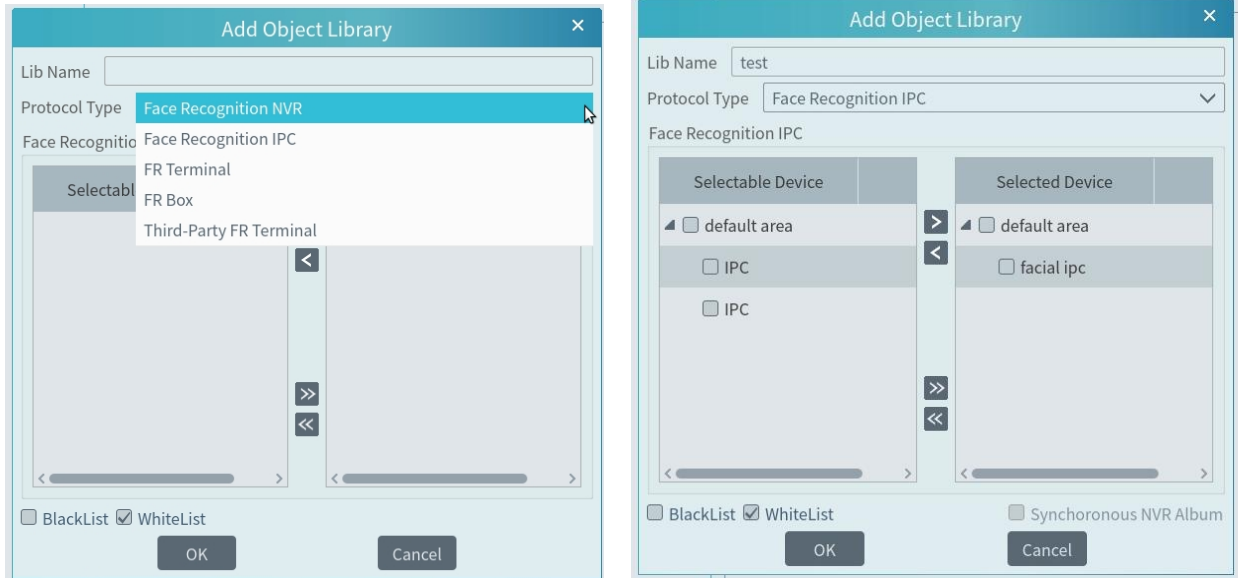 Add Object Library
Lib Name
Protocol Type
Face Recognition NVR
Face Recognitio
Face Recognition IPC
FR Terminal
Selectabl
FR Box
Third-Party FR Terminal
<
>>
<<
BlackList WhiteList
OK Cancel
Add Object Library
Lib Name test
Protocol Type Face Recognition IPC
Face Recognition IPC
Selectable Device Selected Device
default area > default area
IPC < facial ipc
IPC
>>
<<
BlackList WhiteList Synchoronous NVR Album
OK Cancel